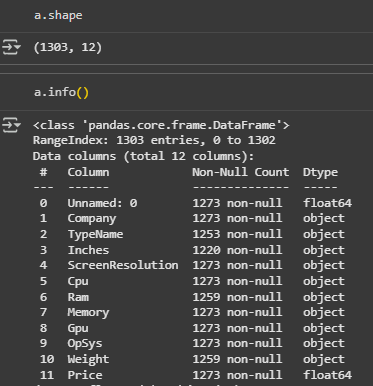 a.shape
(1303, 12)
a.info()
<class 'pandas.core.frame.DataFrame'>
RangeIndex: 1303 entries, 0 to 1302
Data columns (total 12 columns):
 #   Column            Non-Null Count  Dtype
---  ------            --------------  -----
 0   Unnamed: 0        1273 non-null   float64
 1   Company           1273 non-null   object
 2   TypeName          1253 non-null   object
 3   Inches            1220 non-null   object
 4   ScreenResolution  1273 non-null   object
 5   Cpu               1273 non-null   object
 6   Ram               1259 non-null   object
 7   Memory            1273 non-null   object
 8   Gpu               1273 non-null   object
 9   OpSys             1273 non-null   object
 10  Weight            1259 non-null   object
 11  Price             1273 non-null   float64